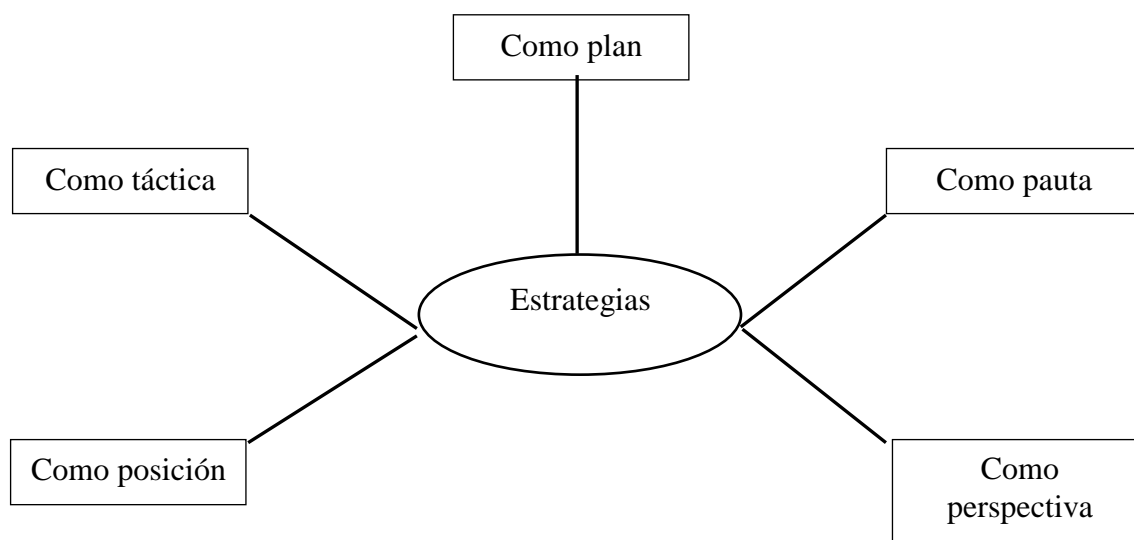 Como plan
Como táctica
Como pauta
Estrategias
Como posición
Como
perspectiva